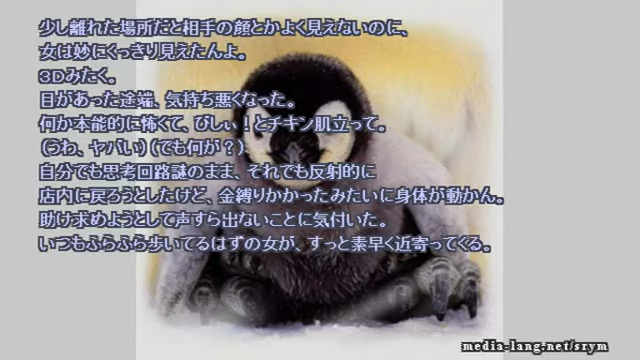 少し離れた場所だと相手の顔とかよく見えないのに、
女は妙にくっきり見えたんよ。
3Dみたく。
目があった途端、気持ち悪くなった。
何か本能的に怖くて、びしぃ！とチキン肌立って。
（うわ、ヤバい）（でも何が？）
自分でも思考回路謎のまま、それでも反射的に
店内に戻ろうとしたけど、金縛りかかったみたいに身体が動かん。
助け求めようとして声すら出ないことに気付いた。
いつもふらふら歩いてるはずの女が、すっと素早く近寄ってくる。
media-lang.net/srym